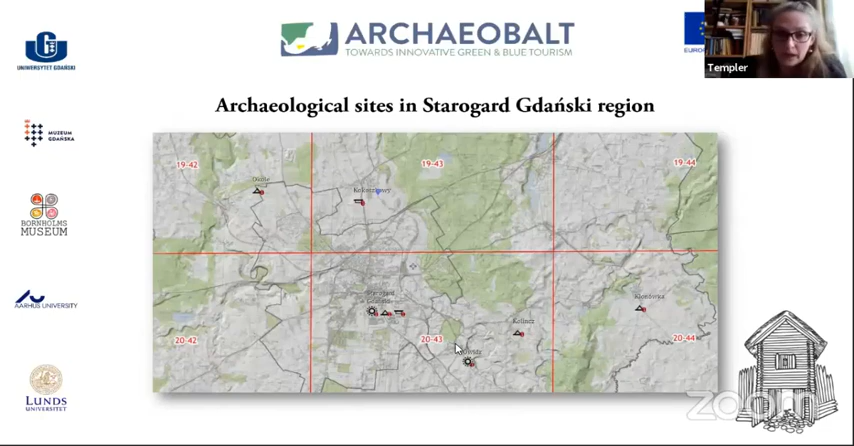 ARCHAEOBALT
TOWARDS INNOVATIVE GREEN & BLUE TOURISM
EURO
Templer
UNIWERSYTET GDAŃSKI
Archaeological sites in Starogard Gdański region
MUZEUM
GDAŃSKA
BORNHOLMS
MUSEUM
AARHUS UNIVERSITY
LUNDS
UNIVERSITET
19-42
19-43
19-44
Kokoszkowy
Starogard
Gdański
Klonówka
Kolincz
20-42
20-43
20-44
zoom